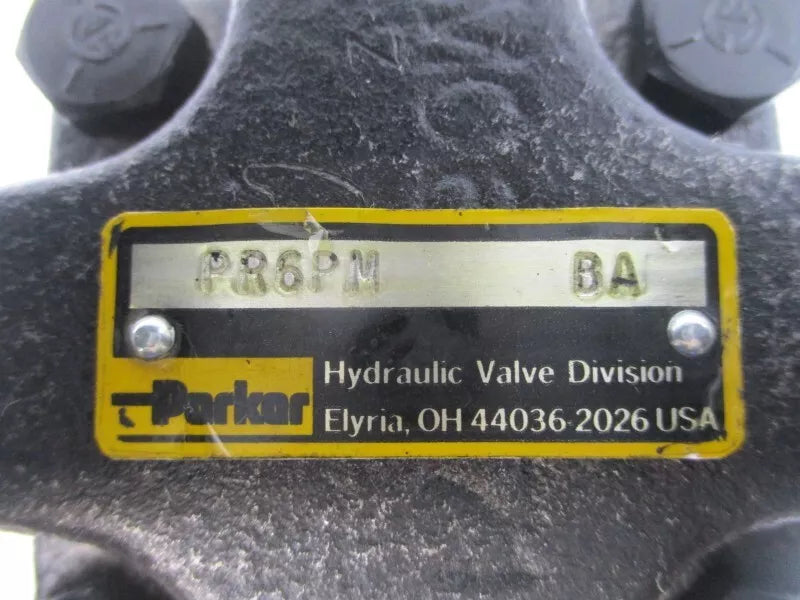 PR6PM BA
Parker
Hydraulic Valve Division
Elyria, OH 44036-2026 USA